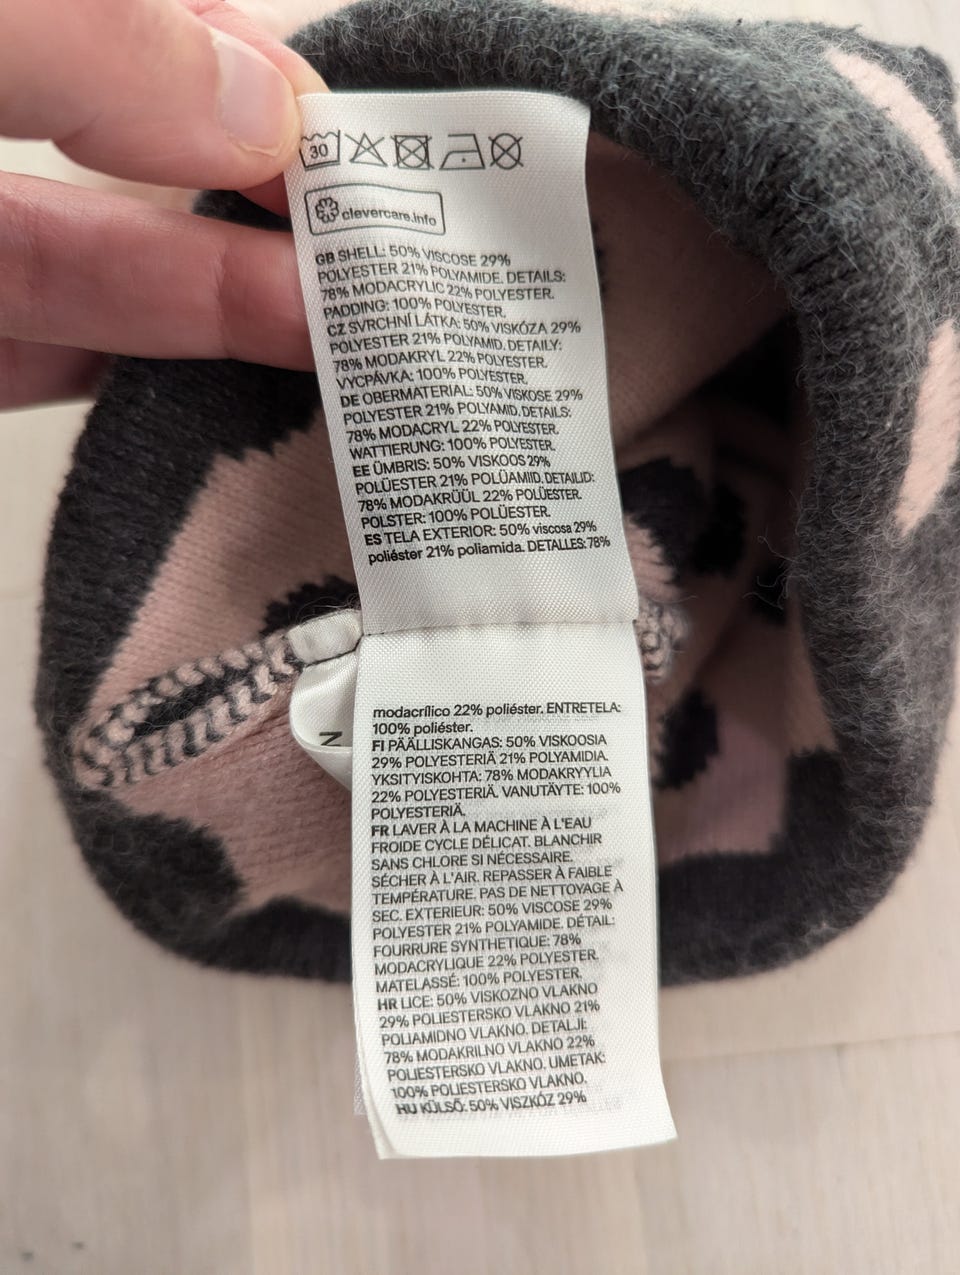 30
clevercare.info
GB SHELL: 50% VISCOSE 29%
POLYESTER 21% POLYAMIDE. DETAILS:
78% MODACRYLIC 22% POLYESTER.
PADDING: 100% POLYESTER.
CZ SVRCHNÍ LÁTKA: 50% VISKÓZA 29%
POLYESTER 21% POLYAMID. DETAILY:
78% MODAKRYL 22% POLYESTER.
VYCPÁVKA: 100% POLYESTER.
DE OBERMATERIAL: 50% VISKOSE 29%
POLYESTER 21% POLYAMID. DETAILS:
78% MODACRYL 22% POLYESTER.
WATTIERUNG: 100% POLYESTER.
EE ÜMBRIS: 50% VISKOOS 29%
POLÜESTER 21% POLÜAMIID. DETAILID:
78% MODAKRÜÜL 22% POLÜESTER.
POLSTER: 100% POLÜESTER.
ES TELA EXTERIOR: 50% viscosa 29%
poliéster 21% poliamida. DETALLES: 78%
modacrílico 22% poliéster. ENTRETELA:
100% poliéster.
FI PÄÄLLISKANGAS: 50% VISKOOSIA
29% POLYESTERIÄ 21% POLYAMIDIA.
YKSITYISKOHTA: 78% MODAKRYYLIA
22% POLYESTERIÄ. VANUTÄYTE: 100%
POLYESTERIÄ.
FR LAVER À LA MACHINE À L'EAU
FROIDE CYCLE DÉLICAT. BLANCHIR
SANS CHLORE SI NÉCESSAIRE.
SÉCHER À L'AIR. REPASSER À FAIBLE
TEMPÉRATURE. PAS DE NETTOYAGE À
SEC. EXTERIEUR: 50% VISCOSE 29%
POLYESTER 21% POLYAMIDE. DÉTAIL:
FOURRURE SYNTHETIQUE: 78%
MODACRYLIQUE 22% POLYESTER.
MATELASSÉ: 100% POLYESTER.
HR LICE: 50% VISKOZNO VLAKNO
29% POLIESTERSKO VLAKNO 21%
POLIAMIDNO VLAKNO. DETALJI:
78% MODAKRILNO VLAKNO 22%
POLIESTERSKO VLAKNO. UMETAK:
100% POLIESTERSKO VLAKNO.
HU KÜLSŐ: 50% VISZKÓZ 29%